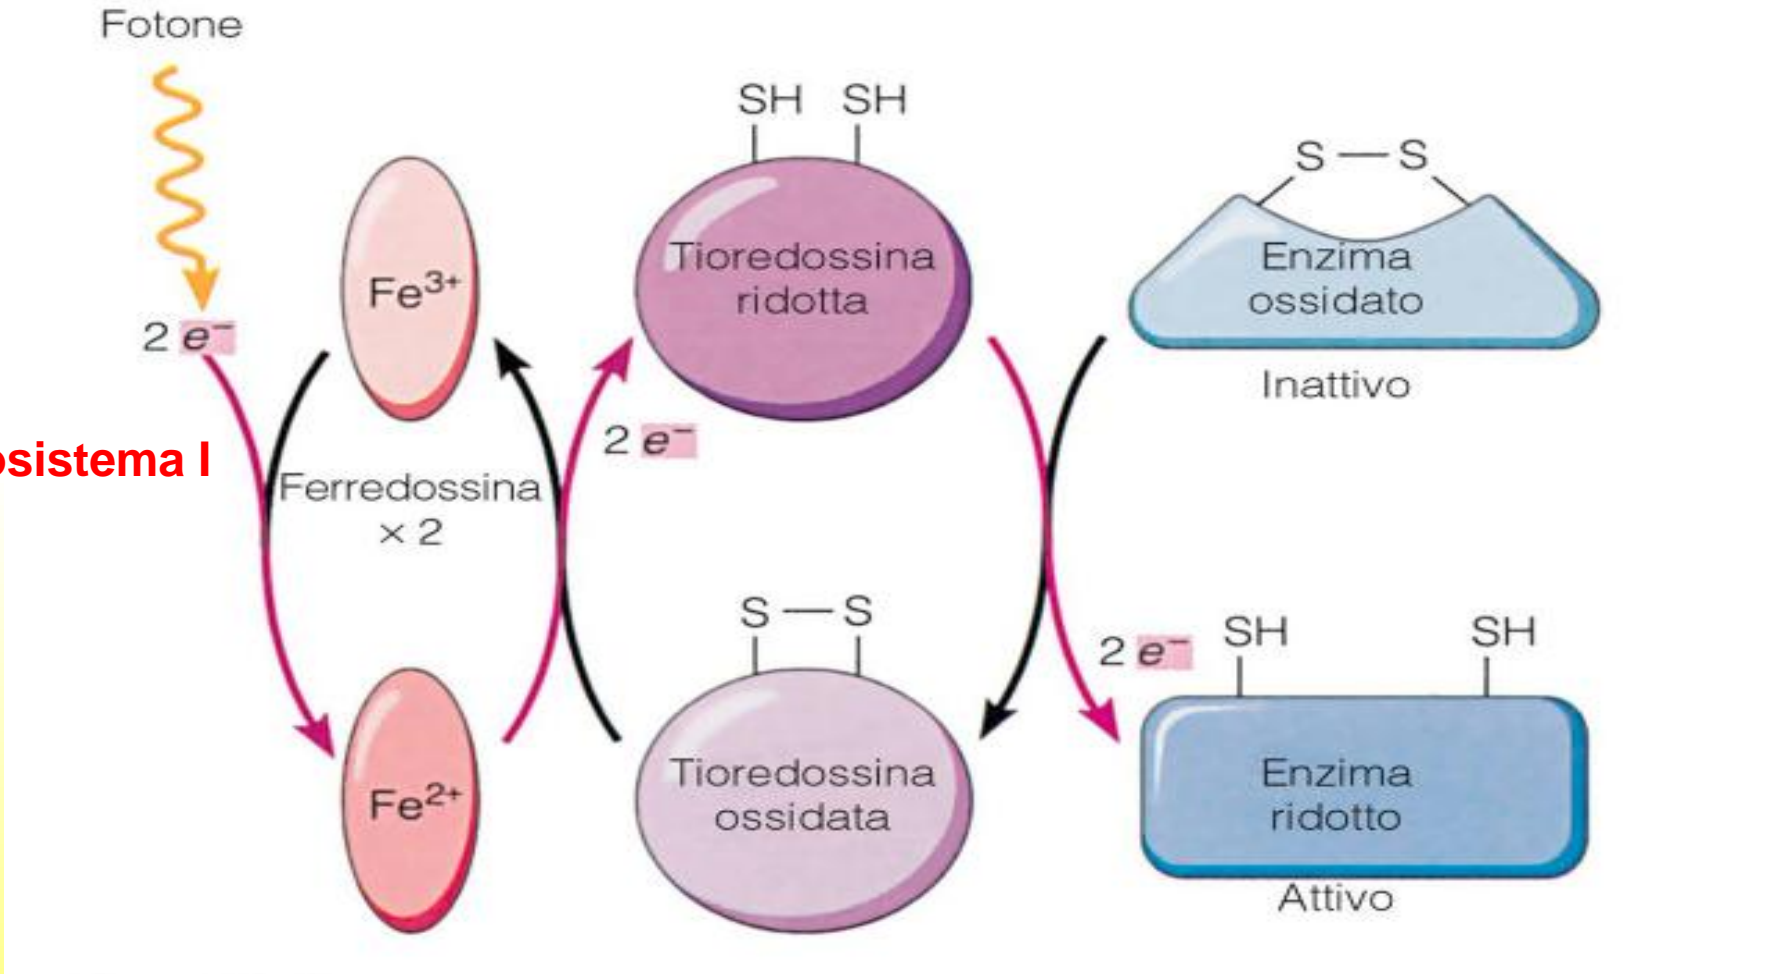 Fotone
SH SH
S — S
Fe3+
Tioredossina
ridotta
Enzima
ossidato
2 e−
Inattivo
2 e−
osistema I
Ferredossina
× 2
S — S
2 e−
SH SH
Fe2+
Tioredossina
ossidata
Enzima
ridotto
Attivo